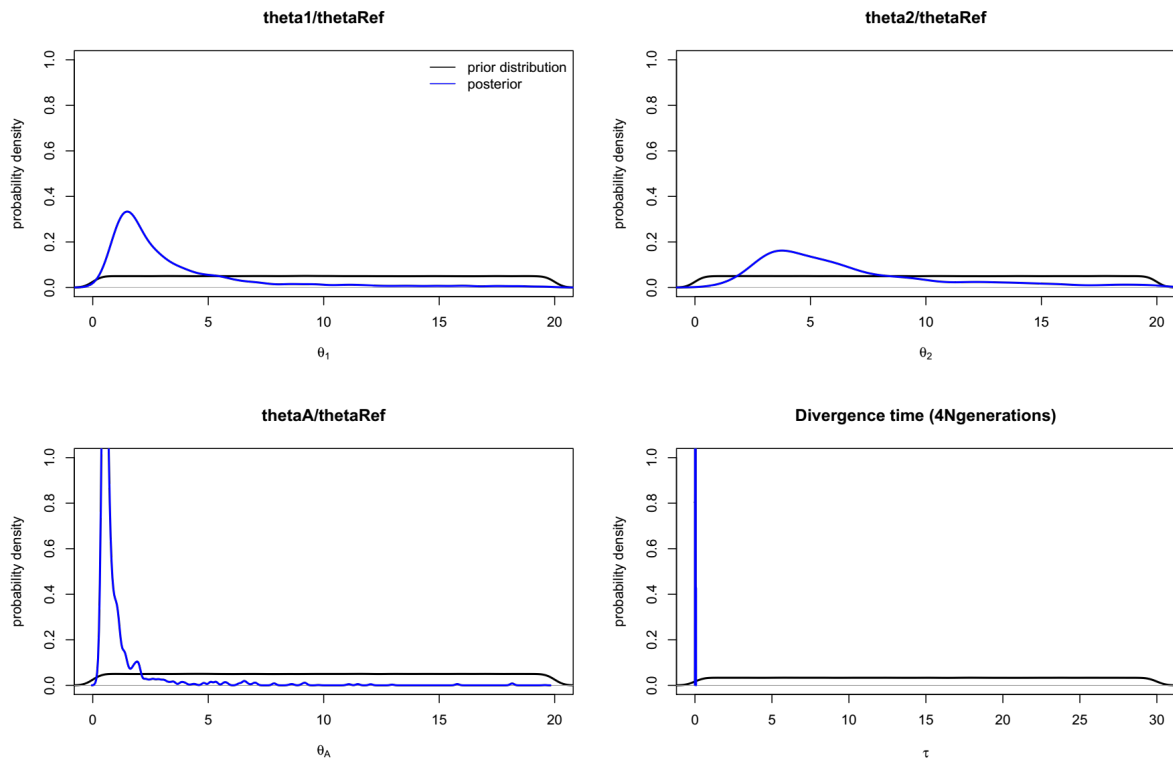 theta1/thetaRef
probability density
0.0 0.2 0.4 0.6 0.8 1.0
prior distribution
posterior
0 5 10 15 20
θ1
theta2/thetaRef
probability density
0.0 0.2 0.4 0.6 0.8 1.0
0 5 10 15 20
θ2
thetaA/thetaRef
probability density
0.0 0.2 0.4 0.6 0.8 1.0
0 5 10 15 20
θA
Divergence time (4Ngenerations)
probability density
0.0 0.2 0.4 0.6 0.8 1.0
0 5 10 15 20 25 30
τ